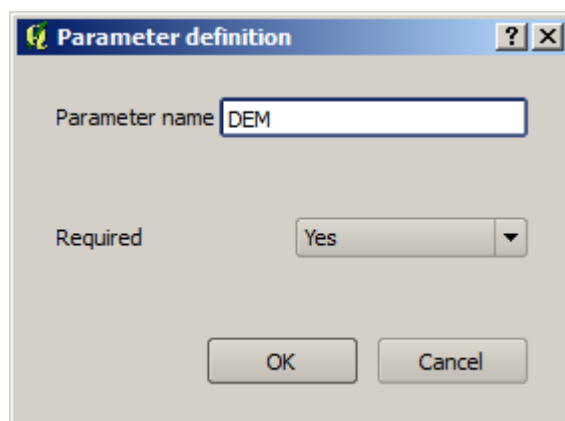 Parameter definition
Parameter name DEM
Required Yes
OK Cancel